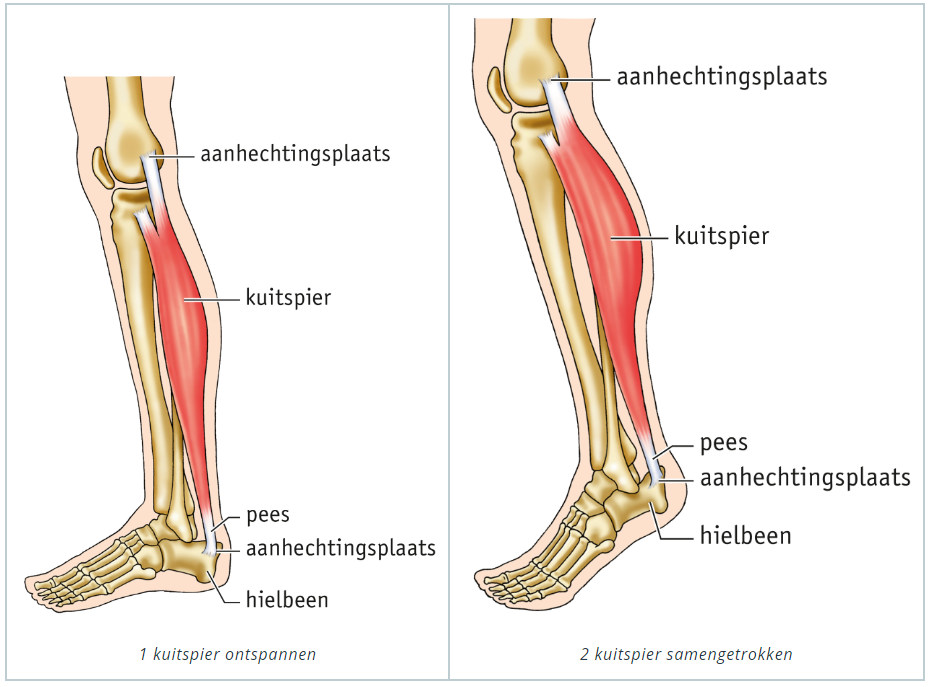 aanhechtingsplaats
kuitspier
pees
aanhechtingsplaats
hielbeen
1 kuitspier ontspannen
aanhechtingsplaats
kuitspier
pees
aanhechtingsplaats
hielbeen
2 kuitspier samengetrokken